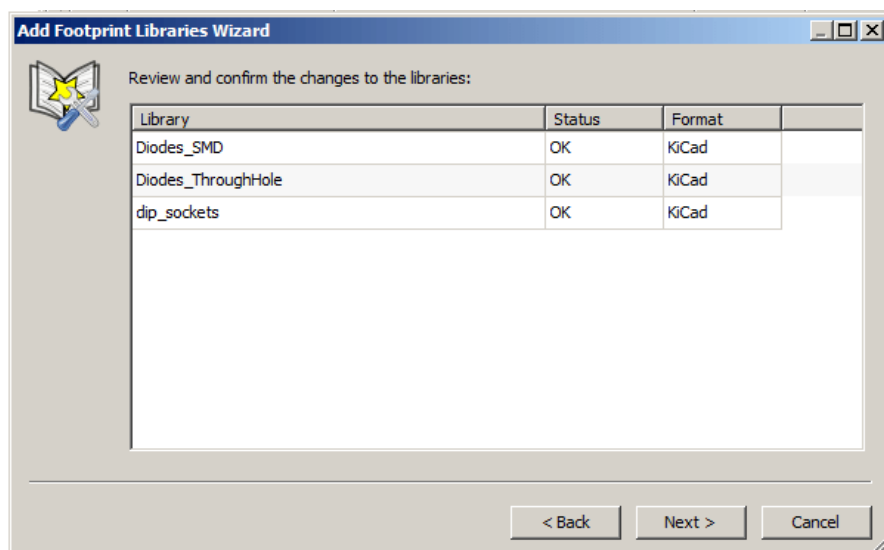 Add Footprint Libraries Wizard
Review and confirm the changes to the libraries:
Library Status Format
Diodes_SMD OK KiCad
Diodes_ThroughHole OK KiCad
dip_sockets OK KiCad
< Back Next > Cancel